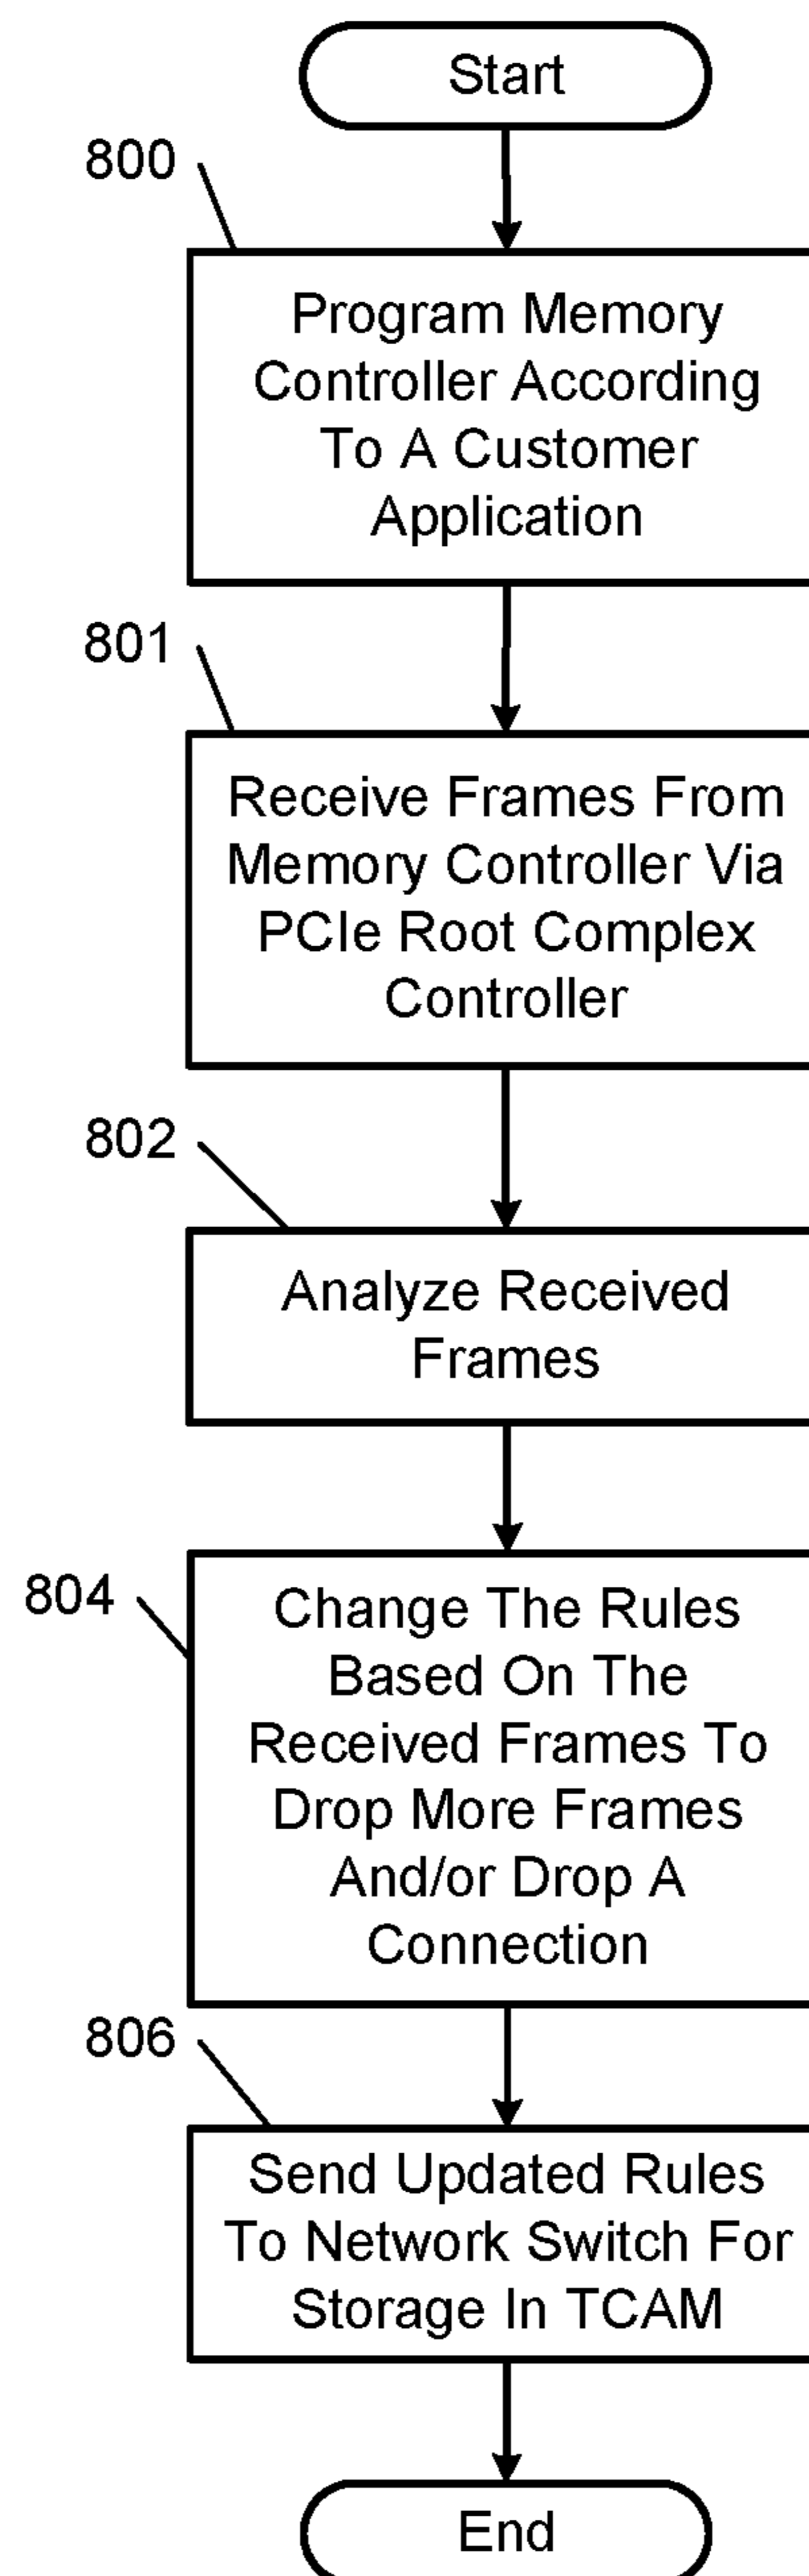 Start
800
Program Memory
Controller According
To A Customer
Application
801
Receive Frames From
Memory Controller Via
PCIe Root Complex
Controller
802
Analyze Received
Frames
804
Change The Rules
Based On The
Received Frames To
Drop More Frames
And/or Drop A
Connection
806
Send Updated Rules
To Network Switch For
Storage In TCAM
End